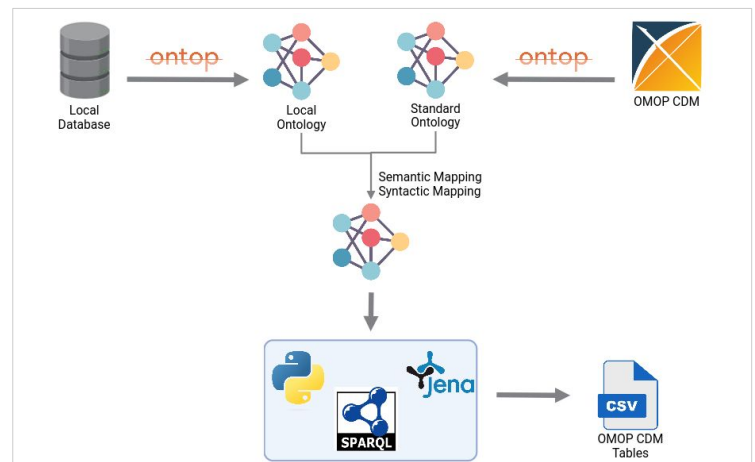 ontop
ontop
Local
Database
Local
Ontology
Standard
Ontology
OMOP CDM
Semantic Mapping
Syntactic Mapping
Jena
SPARQL
CSV
OMOP CDM
Tables